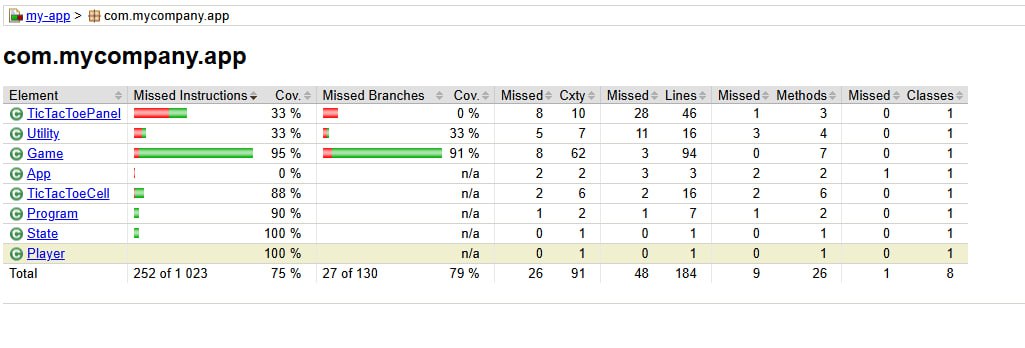 my-app > com.mycompany.app
com.mycompany.app
Element Missed Instructions Cov. Missed Branches Cov. Missed Cxty Missed Lines Missed Methods Missed Classes
TicTacToePanel 33 % 0 % 8 10 28 46 1 3 0 1
Utility 33 % 33 % 5 7 11 16 3 4 0 1
Game 95 % 91 % 8 62 3 94 0 7 0 1
App 0 % n/a 2 2 3 3 2 2 1 1
TicTacToeCell 88 % n/a 2 6 2 16 2 6 0 1
Program 90 % n/a 1 2 1 7 1 2 0 1
State 100 % n/a 0 1 0 1 0 1 0 1
Player 100 % n/a 0 1 0 1 0 1 0 1
Total 252 of 1 023 75 % 27 of 130 79 % 26 91 48 184 9 26 1 8